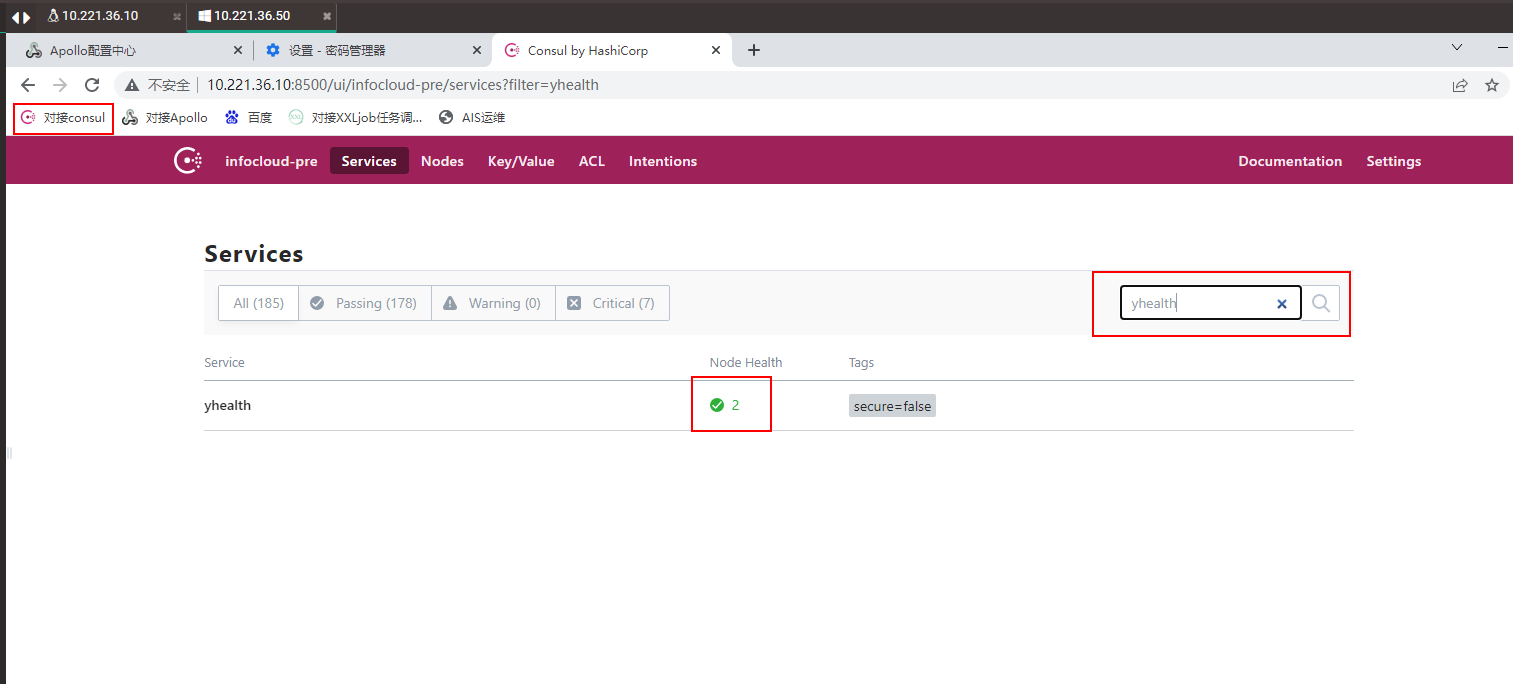 10.221.36.10 10.221.36.50
Apollo配置中心 设置 - 密码管理器 Consul by HashiCorp
不安全 10.221.36.10:8500/ui/infocloud-pre/services?filter=yhealth
对接consul 对接Apollo 百度 对接XXLjob任务调... AIS运维
infocloud-pre Services Nodes Key/Value ACL Intentions Documentation Settings
Services
All (185) Passing (178) Warning (0) Critical (7) yhealth
Service Node Health Tags
yhealth 2 secure=false